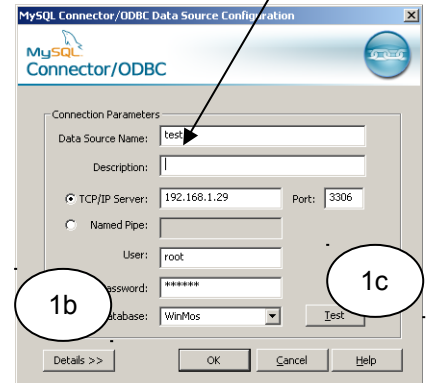 MySQL Connector/ODBC Data Source Configuration
MySQL
Connector/ODBC
Connection Parameters
Data Source Name: test
Description:
TCP/IP Server: 192.168.1.29 Port: 3306
Named Pipe:
User: root
assword: ******
atabase: WinMos Test
1b
1c
Details >> OK Cancel Help